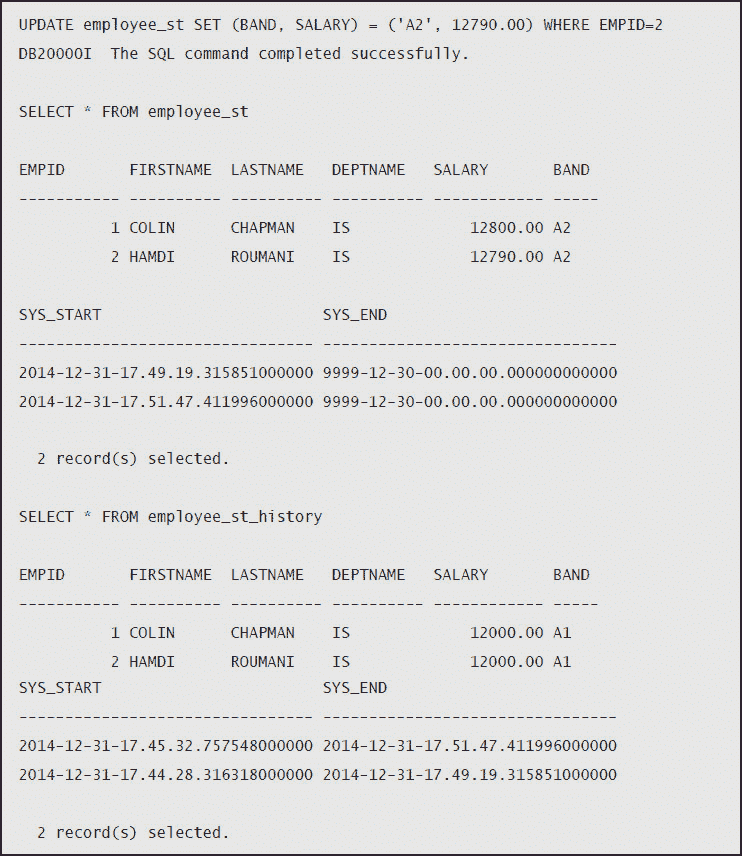 UPDATE employee_st SET (BAND, SALARY) = ('A2', 12790.00) WHERE EMPID=2
DB20000I  The SQL command completed successfully.
SELECT * FROM employee_st
EMPID       FIRSTNAME  LASTNAME   DEPTNAME   SALARY       BAND
----------- ---------- ---------- ---------- ------------ -----
          1 COLIN      CHAPMAN    IS             12800.00 A2
          2 HAMDI      ROUMANI    IS             12790.00 A2
SYS_START                        SYS_END
-------------------------------- --------------------------------
2014-12-31-17.49.19.315851000000 9999-12-30-00.00.00.000000000000
2014-12-31-17.51.47.411996000000 9999-12-30-00.00.00.000000000000
  2 record(s) selected.
SELECT * FROM employee_st_history
EMPID       FIRSTNAME  LASTNAME   DEPTNAME   SALARY       BAND
----------- ---------- ---------- ---------- ------------ -----
          1 COLIN      CHAPMAN    IS             12000.00 A1
          2 HAMDI      ROUMANI    IS             12000.00 A1
SYS_START                        SYS_END
-------------------------------- --------------------------------
2014-12-31-17.45.32.757548000000 2014-12-31-17.51.47.411996000000
2014-12-31-17.44.28.316318000000 2014-12-31-17.49.19.315851000000
  2 record(s) selected.